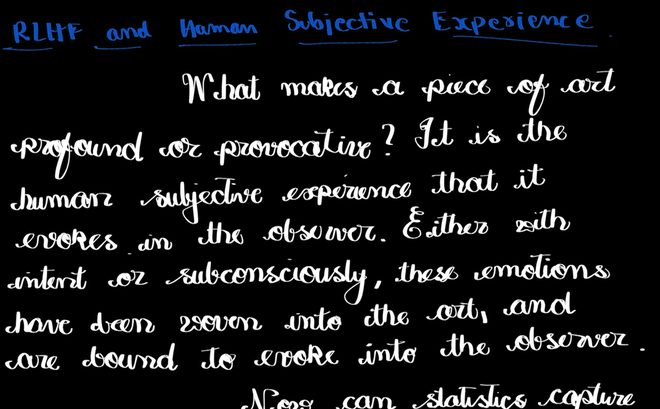 RLHF and Human Subjective Experience
What makes a piece of art
profound or provocative? It is the
human subjective experience that it
evokes in the observer. Either with
intent or subconsciously, these emotions
have been woven into the art, and
are bound to evoke into the observer.
Now can statistics capture